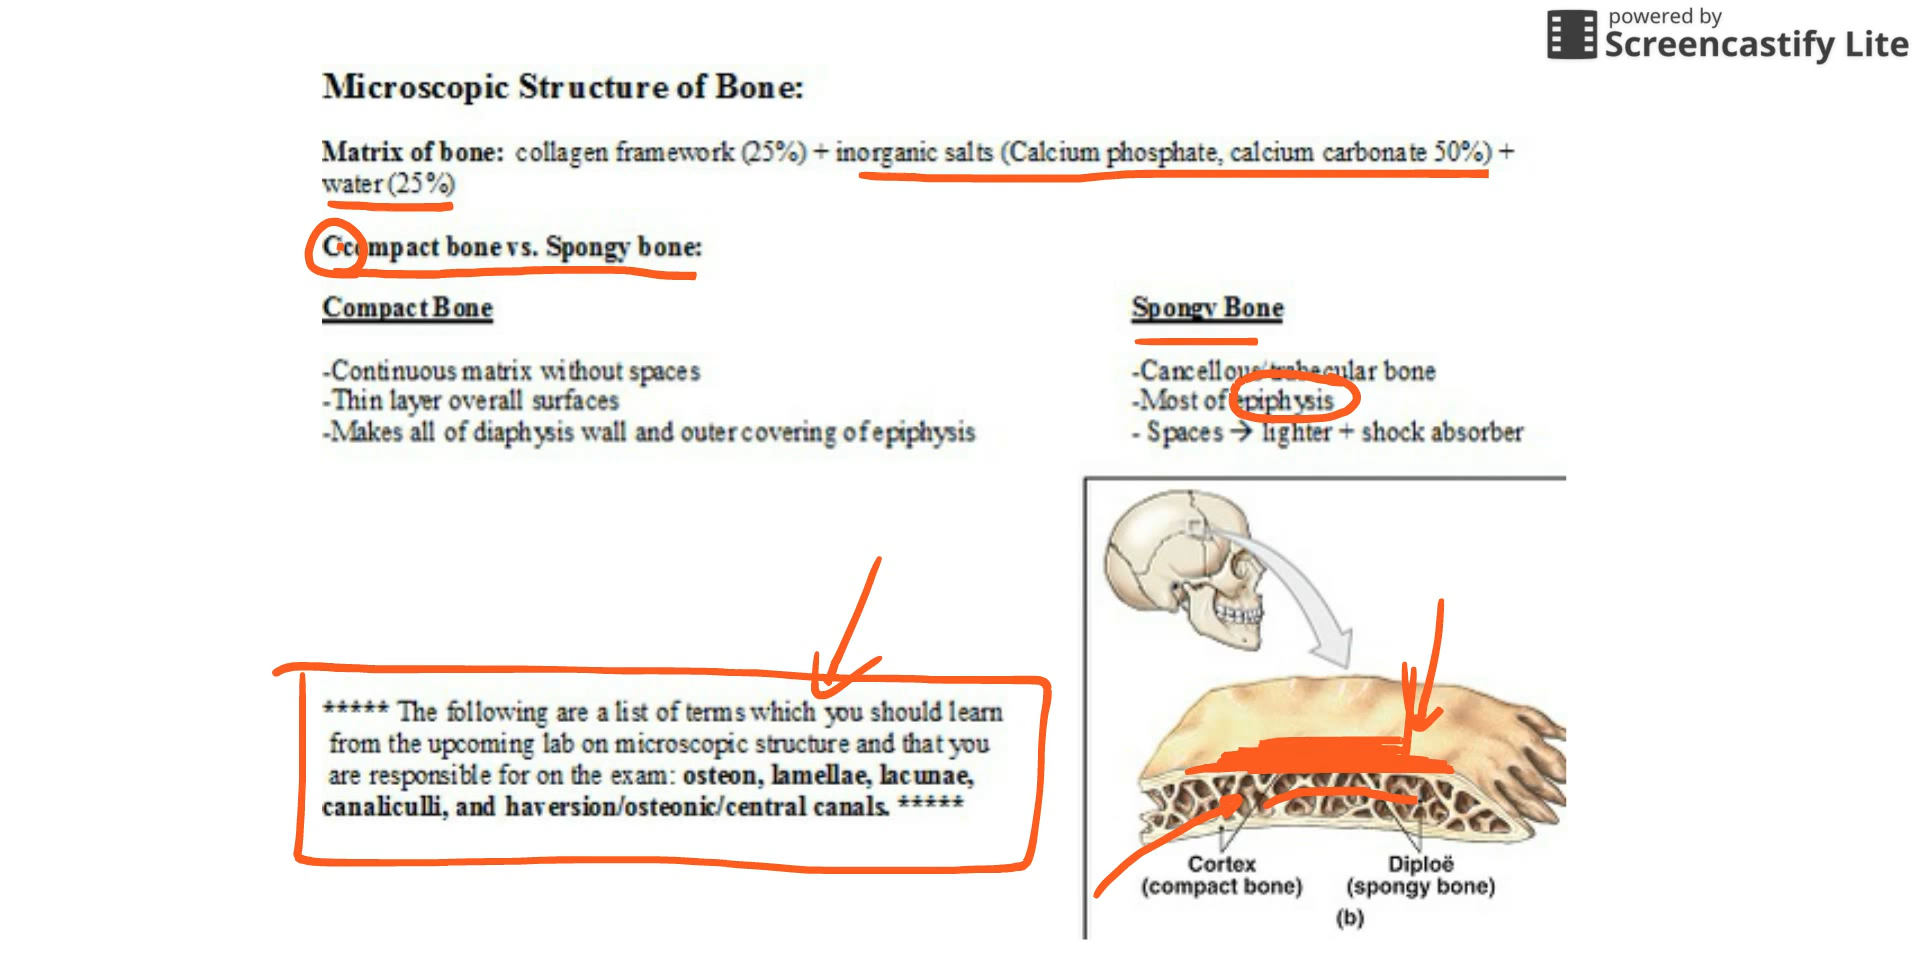 powered by
Screencastify Lite
Microscopic Structure of Bone:
Matrix of bone: collagen framework (25%) + inorganic salts (Calcium phosphate, calcium carbonate 50%) +
water (25%)
Ccompact bone vs. Spongy bone:
Compact Bone
-Continuous matrix without spaces
-Thin layer overall surfaces
-Makes all of diaphysis wall and outer covering of epiphysis
Spongy Bone
-Cancellous/trabecular bone
-Most of epiphysis
- Spaces → lighter + shock absorber
***** The following are a list of terms which you should learn
from the upcoming lab on microscopic structure and that you
are responsible for on the exam: osteon, lamellae, lacunae,
canaliculli, and haversion/osteonic/central canals. *****
Cortex
(compact bone)
Diploë
(spongy bone)
(b)